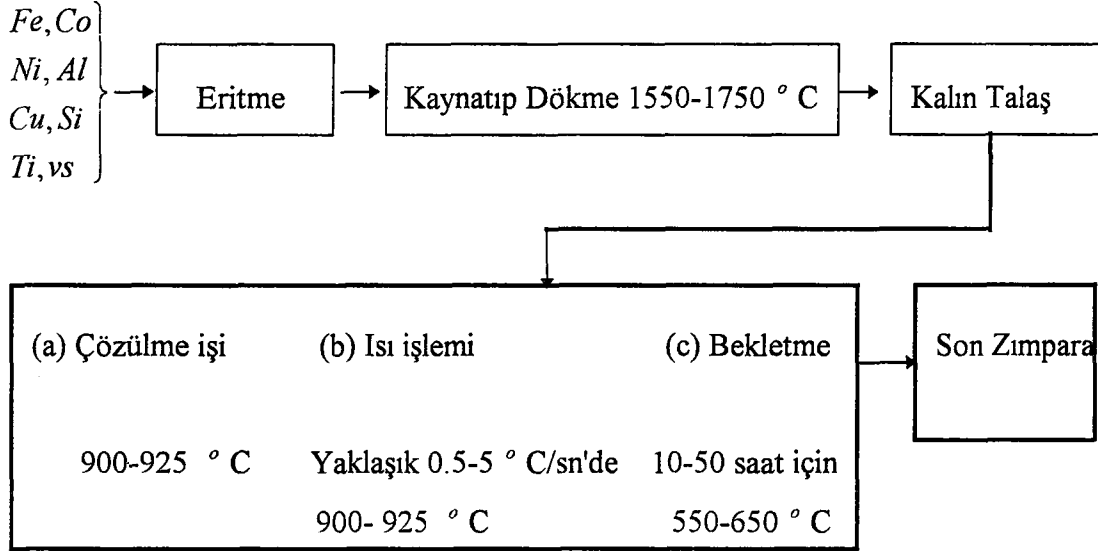 Fe, Co
Ni, Al
Cu, Si
Ti, vs
Eritme
Kaynatıp Dökme 1550-1750 ° C
Kalın Talaş
(a) Çözülme işi
(b) Isı işlemi
(c) Bekletme
900-925 ° C
Yaklaşık 0.5-5 ° C/sn'de
900- 925 ° C
10-50 saat için
550-650 ° C
Son Zımpara